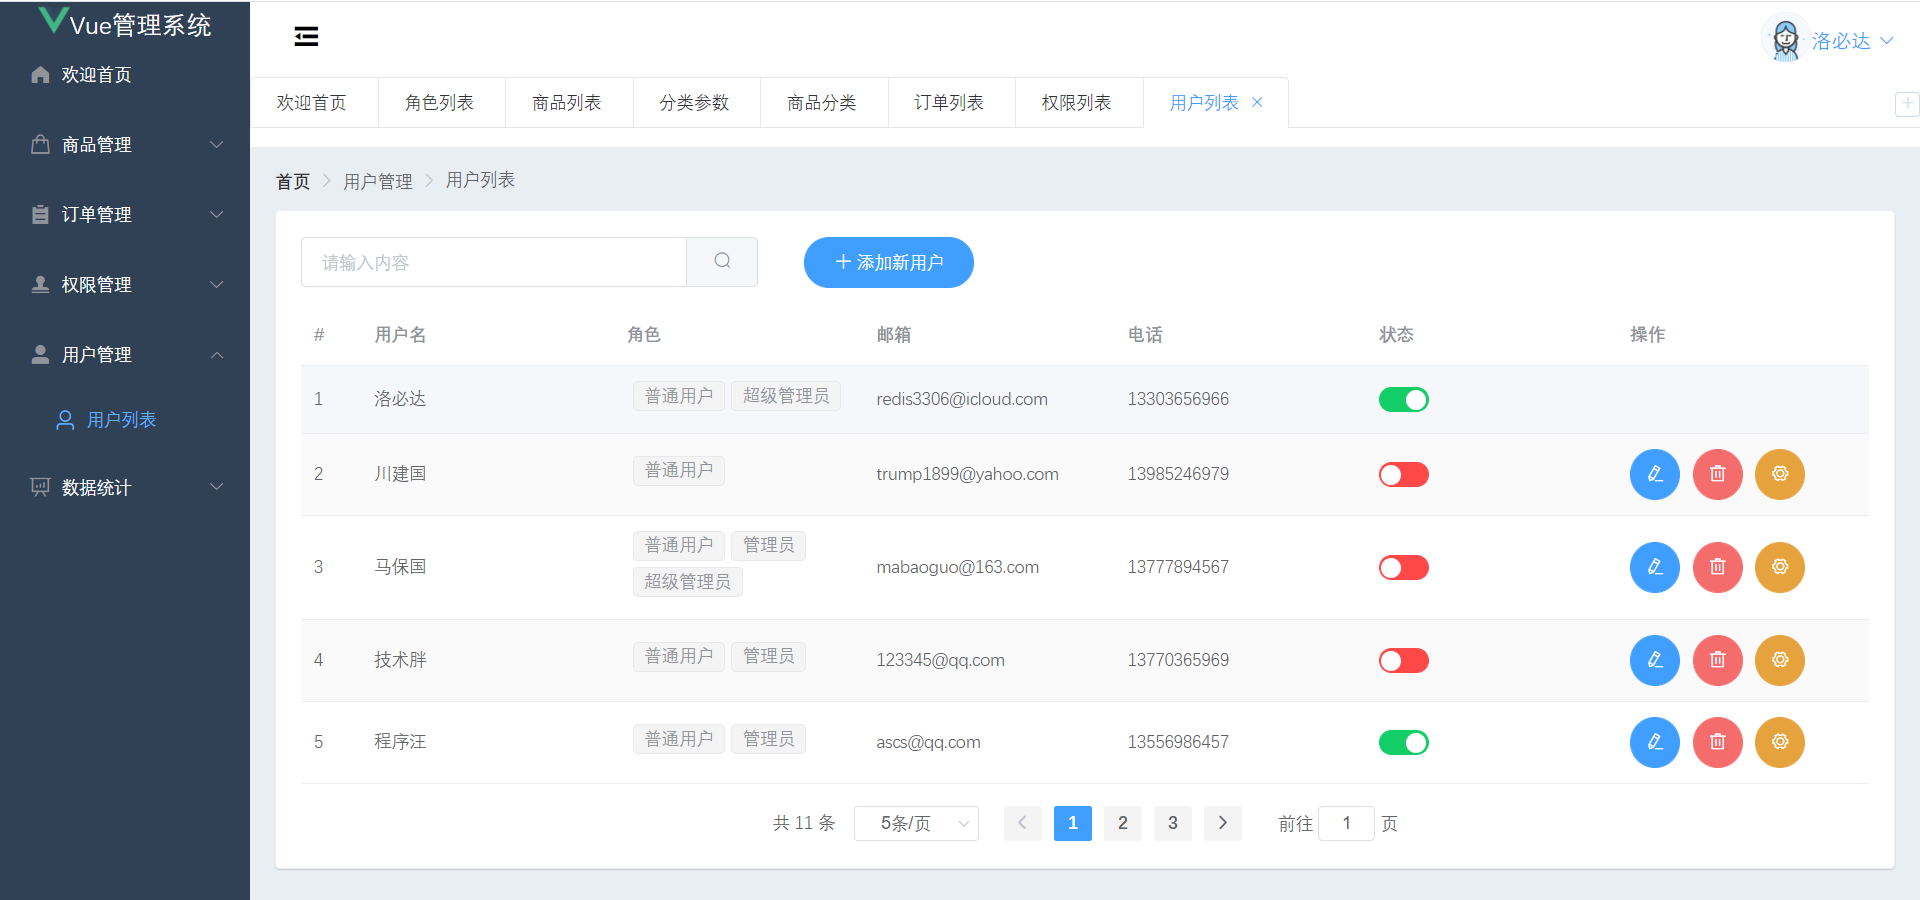 Vue管理系统
欢迎首页
商品管理
订单管理
权限管理
用户管理
用户列表
数据统计
洛必达
欢迎首页 角色列表 商品列表 分类参数 商品分类 订单列表 权限列表 用户列表
首页 用户管理 用户列表
请输入内容 添加新用户
# 用户名 角色 邮箱 电话 状态 操作
1 洛必达 普通用户 超级管理员 redis3306@icloud.com 13303656966
2 川建国 普通用户 trump1899@yahoo.com 13985246979
3 马保国 普通用户 管理员 超级管理员 mabaoguo@163.com 13777894567
4 技术胖 普通用户 管理员 123345@qq.com 13770365969
5 程序汪 普通用户 管理员 ascs@qq.com 13556986457
共 11 条 5条/页 1 2 3 前往 1 页